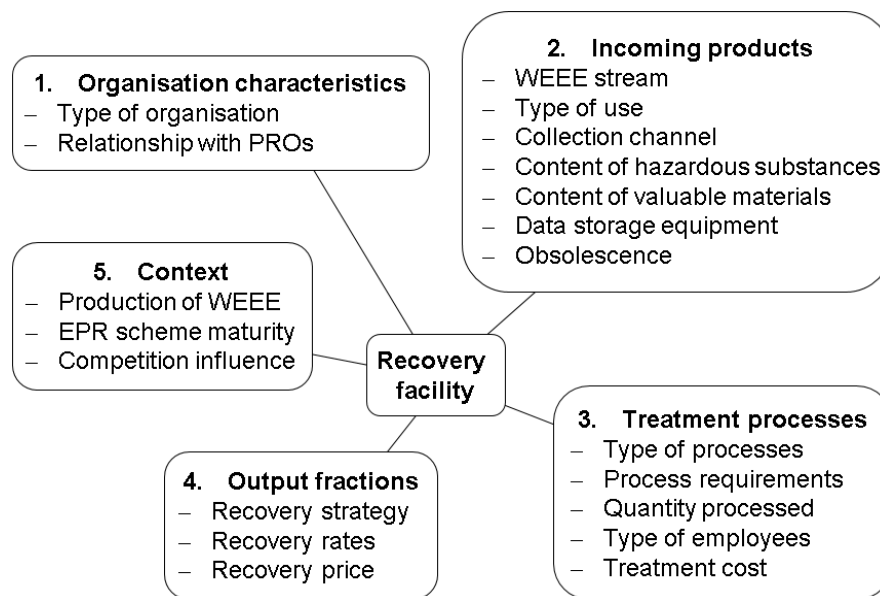 1. Organisation characteristics
– Type of organisation
– Relationship with PROs
2. Incoming products
– WEEE stream
– Type of use
– Collection channel
– Content of hazardous substances
– Content of valuable materials
– Data storage equipment
– Obsolescence
5. Context
– Production of WEEE
– EPR scheme maturity
– Competition influence
Recovery
facility
3. Treatment processes
– Type of processes
– Process requirements
– Quantity processed
– Type of employees
– Treatment cost
4. Output fractions
– Recovery strategy
– Recovery rates
– Recovery price